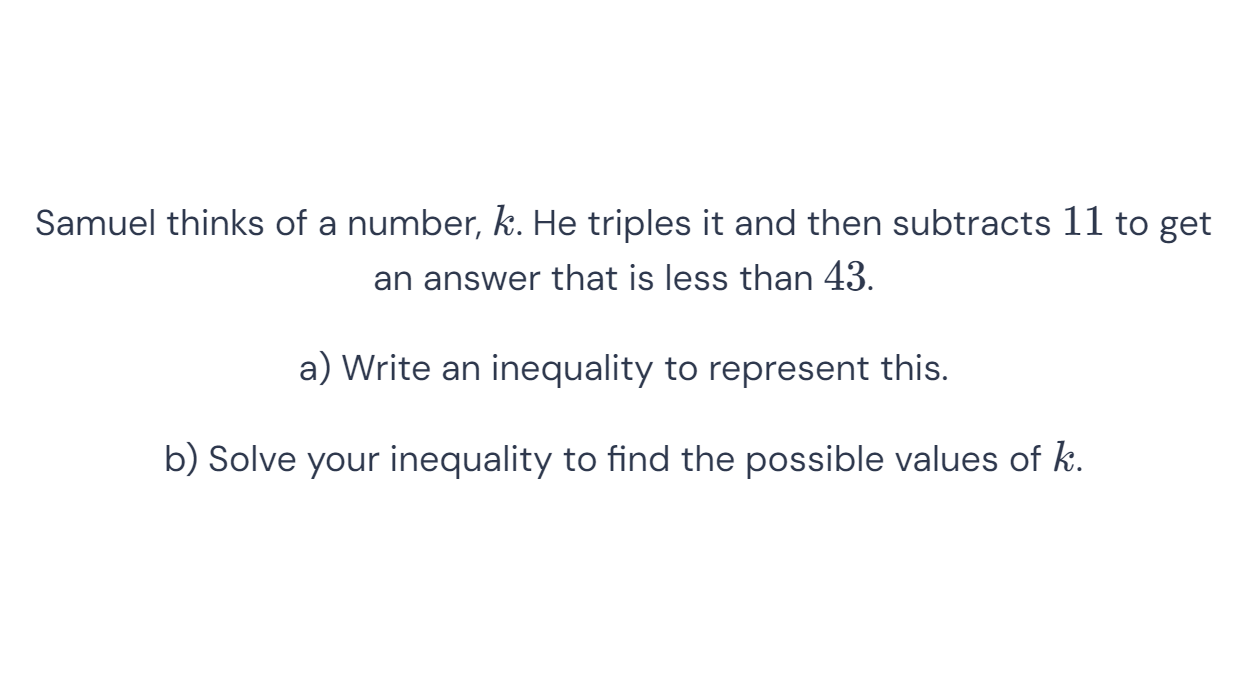 Samuel thinks of a number, k. He triples it and then subtracts 11 to get
an answer that is less than 43.
a) Write an inequality to represent this.
b) Solve your inequality to find the possible values of k.